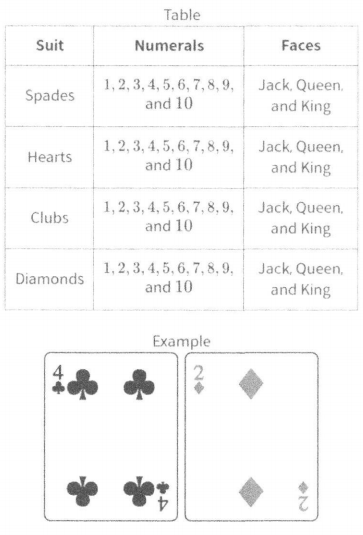 Table
Suit Numerals Faces
Spades 1, 2, 3, 4, 5, 6, 7, 8, 9, and 10 Jack, Queen, and King
Hearts 1, 2, 3, 4, 5, 6, 7, 8, 9, and 10 Jack, Queen, and King
Clubs 1, 2, 3, 4, 5, 6, 7, 8, 9, and 10 Jack, Queen, and King
Diamonds 1, 2, 3, 4, 5, 6, 7, 8, 9, and 10 Jack, Queen, and King
Example
4 2
4 2